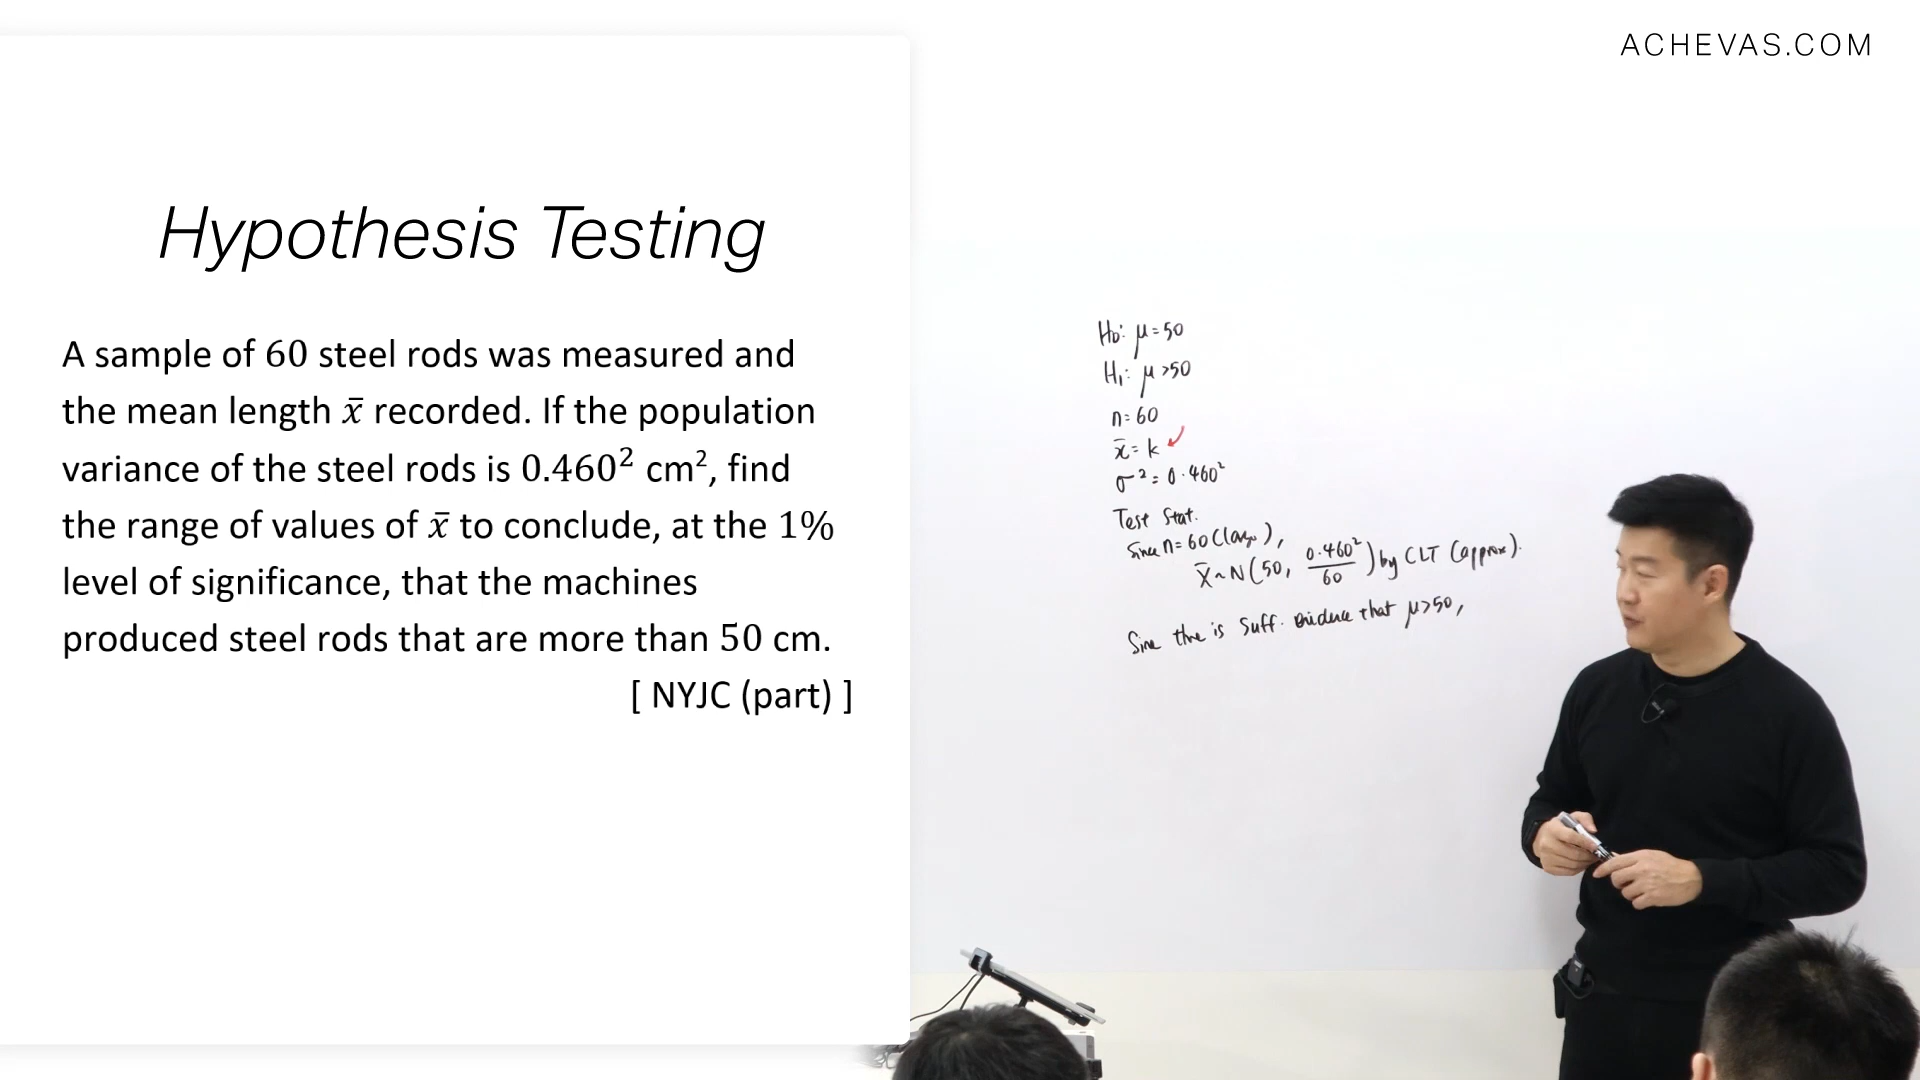 ACHEVAS.COM
Hypothesis Testing
A sample of 60 steel rods was measured and
the mean length x̄ recorded. If the population
variance of the steel rods is 0.460² cm², find
the range of values of x̄ to conclude, at the 1%
level of significance, that the machines
produced steel rods that are more than 50 cm.
[ NYJC (part) ]
H₀: μ = 50
H₁: μ > 50
n = 60
x̄ = k
σ² = 0.460²
Test Stat.
Since n = 60 (large),
X̄ ~ N(50, 0.460²/60) by CLT (approx).
Since there is suff. evidence that μ > 50,